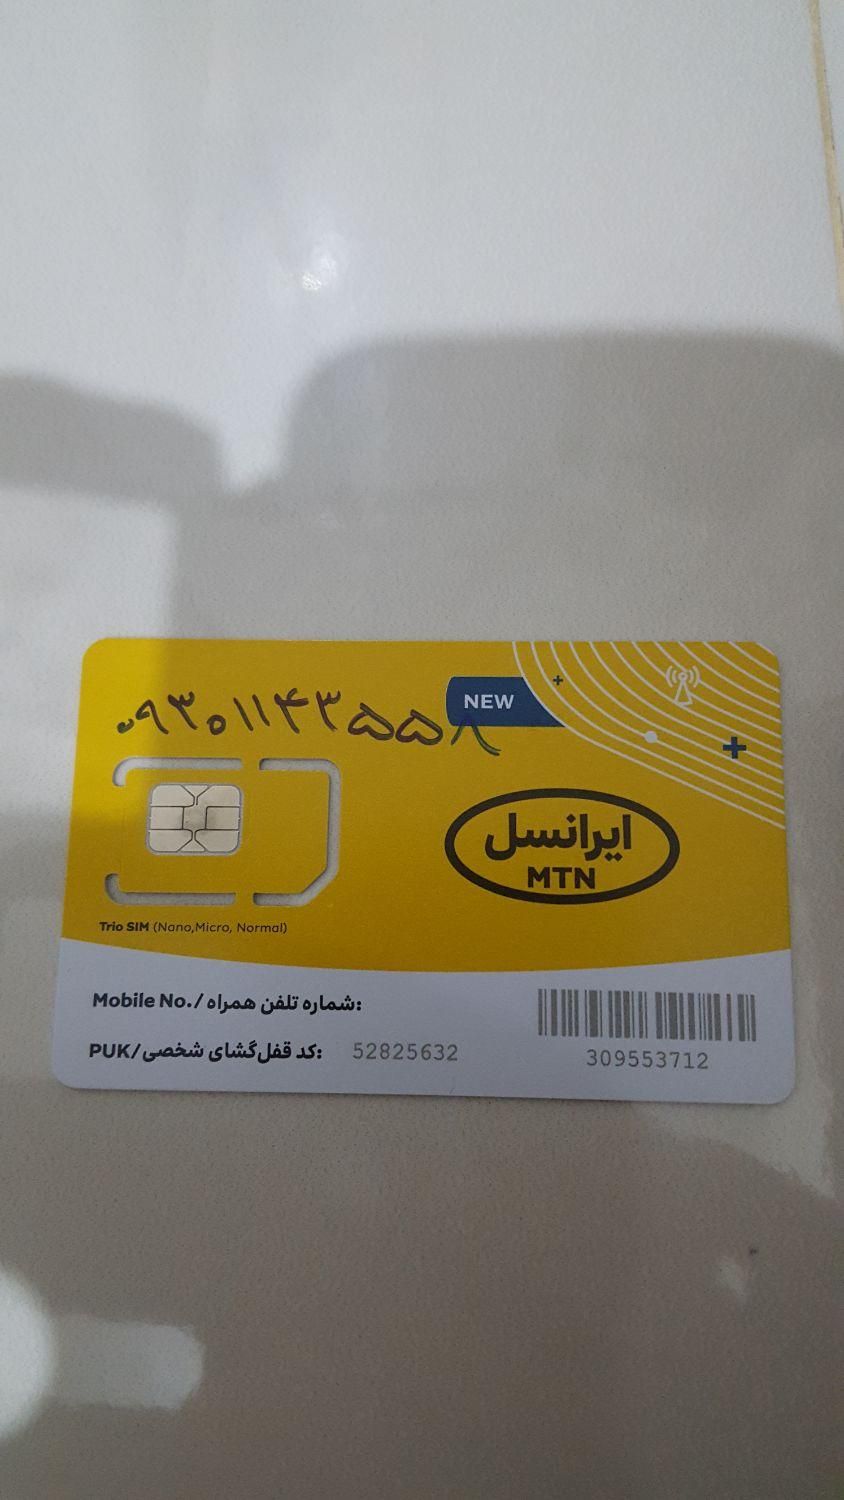 ۰۹۳۰۱۱۴۳۵۵۸
NEW
ایرانسل
MTN
Trio SIM (Nano,Micro, Normal)
Mobile No./شماره تلفن همراه:
PUK/کد قفل‌گشای شخصی: 52825632
309553712